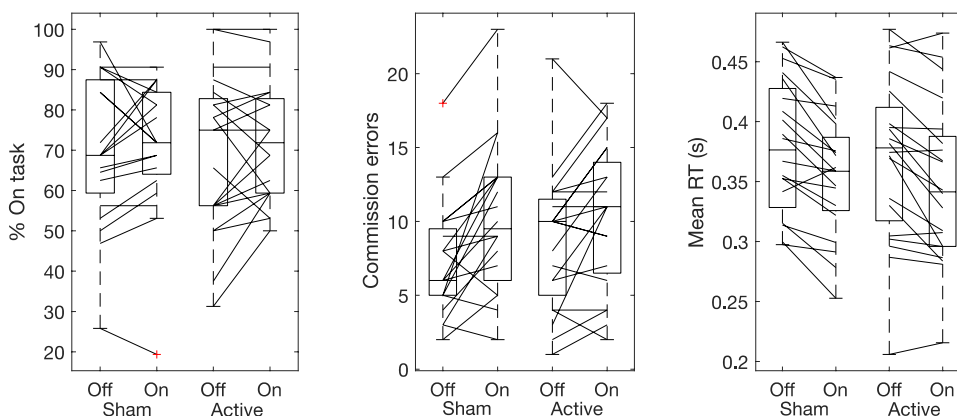 % On task
100
90
80
70
60
50
40
30
20
Off On Off On
Sham Active
Commission errors
20
15
10
5
0
Off On Off On
Sham Active
Mean RT (s)
0.45
0.4
0.35
0.3
0.25
0.2
Off On Off On
Sham Active